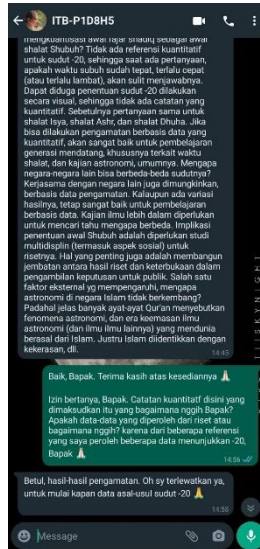 ITB-P1D8H5
mengkuantisasi awal fajar shadiq sebagai awal
shalat Shubuh? Tidak ada referensi kuantitatif
untuk sudut -20, sehingga saat ada pertanyaan,
apakah waktu subuh sudah tepat, terlalu cepat
(atau terlalu lambat), akan sulit menjawabnya.
Dapat diduga penentuan sudut -20 dilakukan
secara visual, sehingga tidak ada catatan yang
kuantitatif. Sebetulnya pertanyaan sama untuk
shalat Isya, shalat Ashr, dan shalat Dhuha. Jika
bisa dilakukan pengamatan berbasis data yang
kuantitatif, akan sangat baik untuk pembelajaran
generasi mendatang, khususnya terkait waktu
shalat, dan kajian astronomi, umumnya. Mengapa
negara-negara lain bisa berbeda-beda sudutnya?
Kerjasama dengan negara lain juga dimungkinkan,
berbasis data pengamatan. Kalaupun ada variasi
hasilnya, tetap sangat baik untuk pembelajaran
berbasis data. Kajian ilmu lebih dalam diperlukan
untuk mencari tahu mengapa berbeda. Implikasi
penentuan awal Shubuh adalah diperlukan studi
multidisplin (termasuk aspek sosial) untuk
risetnya. Hal yang penting juga adalah membangun
jembatan antara hasil riset dan keterbukaan dalam
pengambilan keputusan untuk publik. Salah satu
faktor eksternal yg mempengaruhi, mengapa
astronomi di negara Islam tidak berkembang?
Padahal jelas banyak ayat-ayat Qur'an menyebutkan
fenomena astronomi, dan era keemasan ilmu
astronomi (dan ilmu ilmu lainnya) yang mendunia
berasal dari Islam. Justru Islam diidentikkan dengan
kekerasan, dll.
14:45
Baik, Bapak. Terima kasih atas kesediannya 🙏
Izin bertanya, Bapak. Catatan kuantitatif disini yang
dimaksudkan itu yang bagaimana nggih Bapak?
Apakah data-data yang diperoleh dari riset atau
bagaimana nggih? karena dari beberapa referensi
yang saya peroleh beberapa data menunjukkan -20,
Bapak 🙏
14:56
Betul, hasil-hasil pengamatan. Oh sy terlewatkan ya,
untuk mulai kapan data asal-usul sudut -20 🙏
14:58
Message